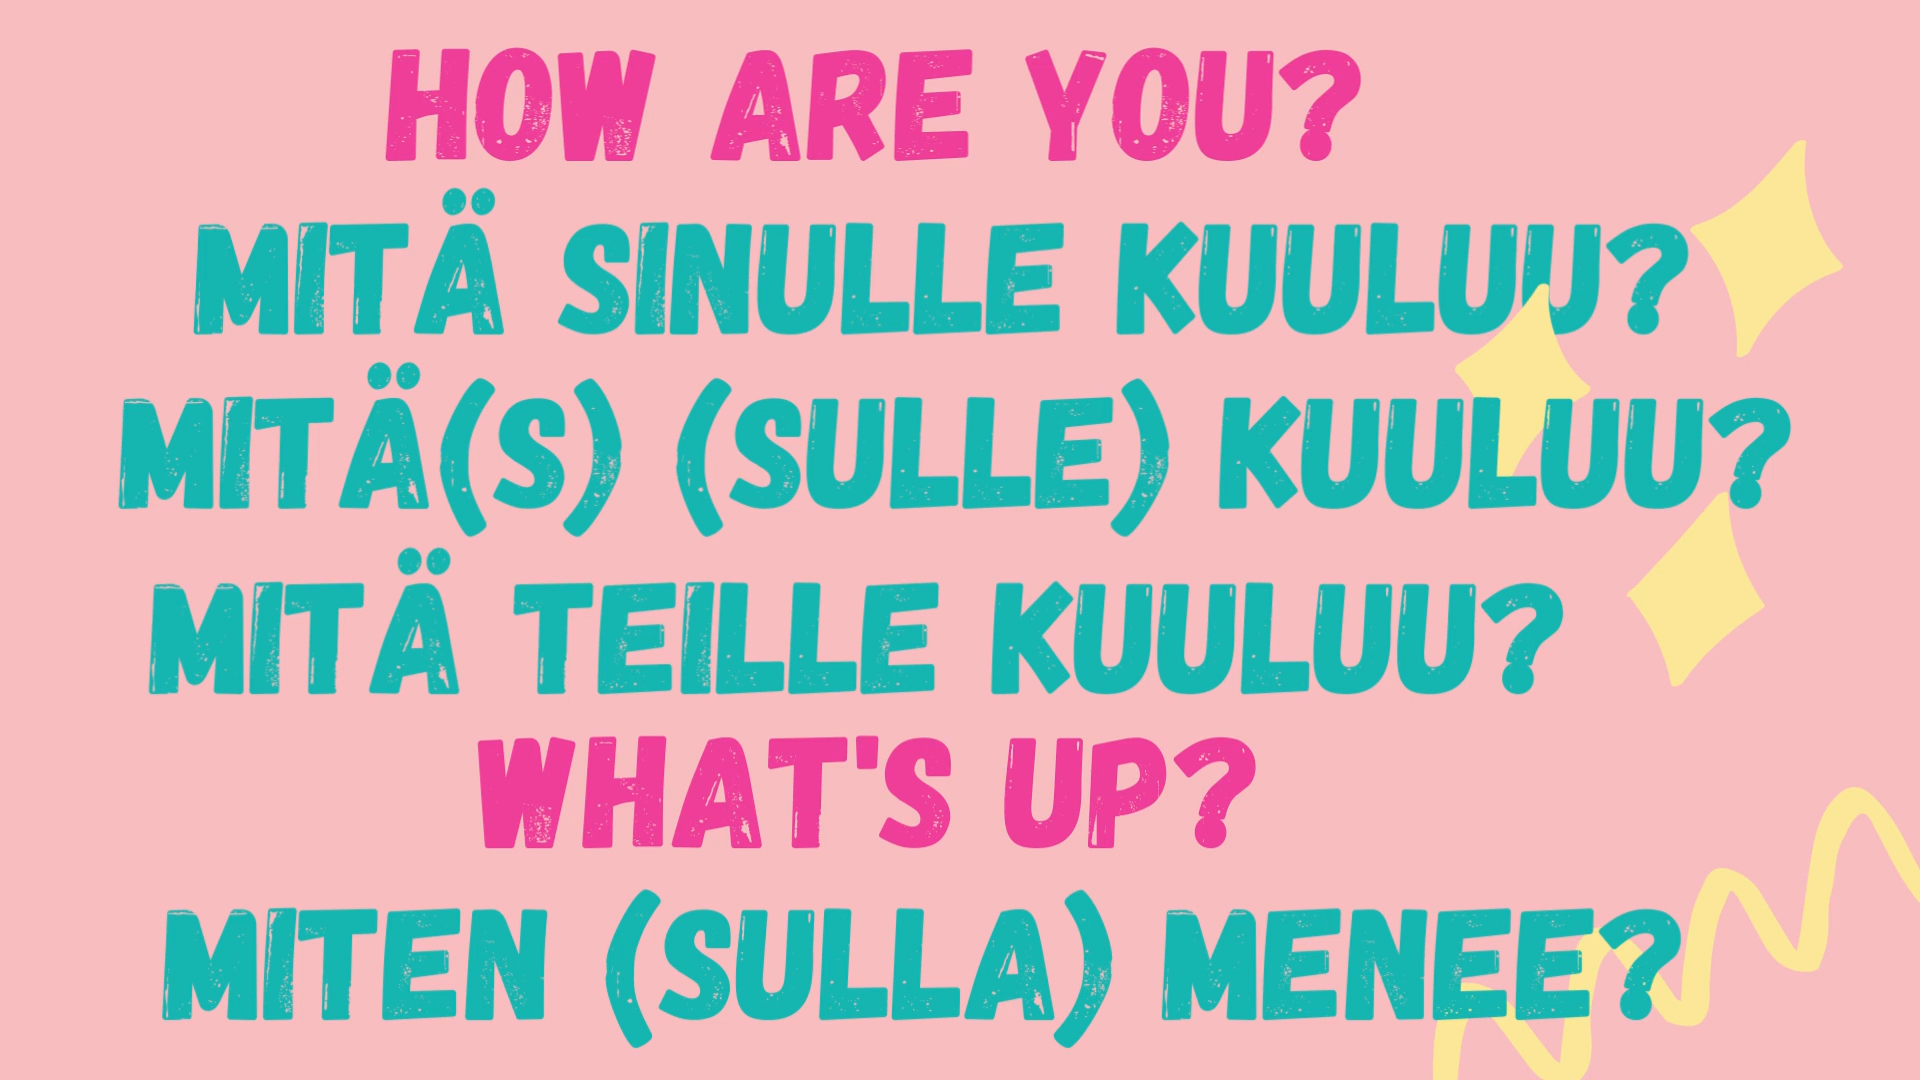 HOW ARE YOU?
MITÄ SINULLE KUULUU?
MITÄ(S) (SULLE) KUULUU?
MITÄ TEILLE KUULUU?
WHAT'S UP?
MITEN (SULLA) MENEE?